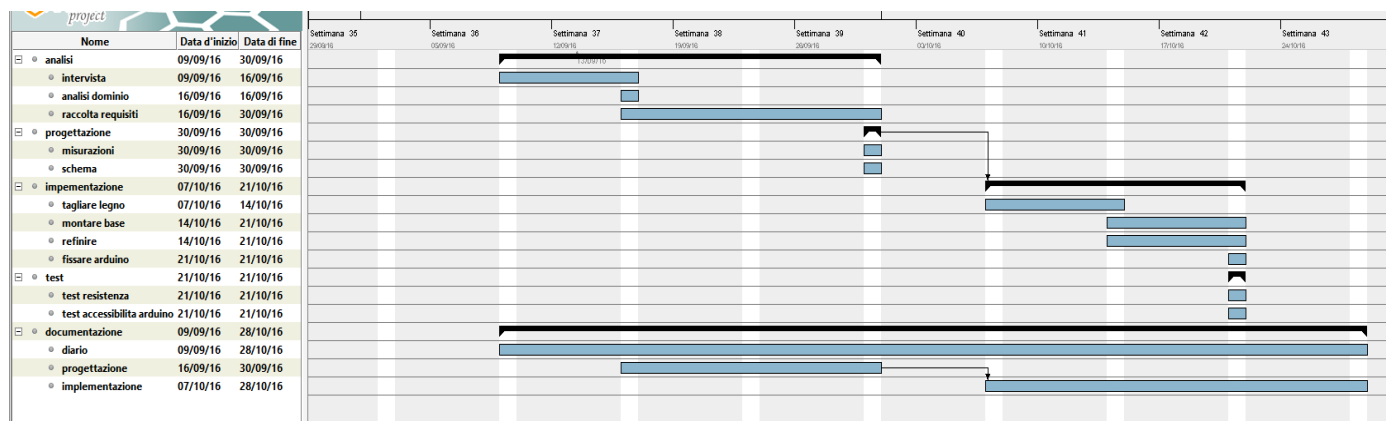 project
Settimana 35 Settimana 36 Settimana 37 Settimana 38 Settimana 39 Settimana 40 Settimana 41 Settimana 42 Settimana 43
Nome Data d'inizio Data di fine 29/08/16 05/09/16 12/09/16 19/09/16 26/09/16 03/10/16 10/10/16 17/10/16 24/10/16
analisi 09/09/16 30/09/16 13/09/16
intervista 09/09/16 16/09/16
analisi dominio 16/09/16 16/09/16
raccolta requisiti 16/09/16 30/09/16
progettazione 30/09/16 30/09/16
misurazioni 30/09/16 30/09/16
schema 30/09/16 30/09/16
impementazione 07/10/16 21/10/16
tagliare legno 07/10/16 14/10/16
montare base 14/10/16 21/10/16
refinire 14/10/16 21/10/16
fissare arduino 21/10/16 21/10/16
test 21/10/16 21/10/16
test resistenza 21/10/16 21/10/16
test accessibilita arduino 21/10/16 21/10/16
documentazione 09/09/16 28/10/16
diario 09/09/16 28/10/16
progettazione 16/09/16 30/09/16
implementazione 07/10/16 28/10/16